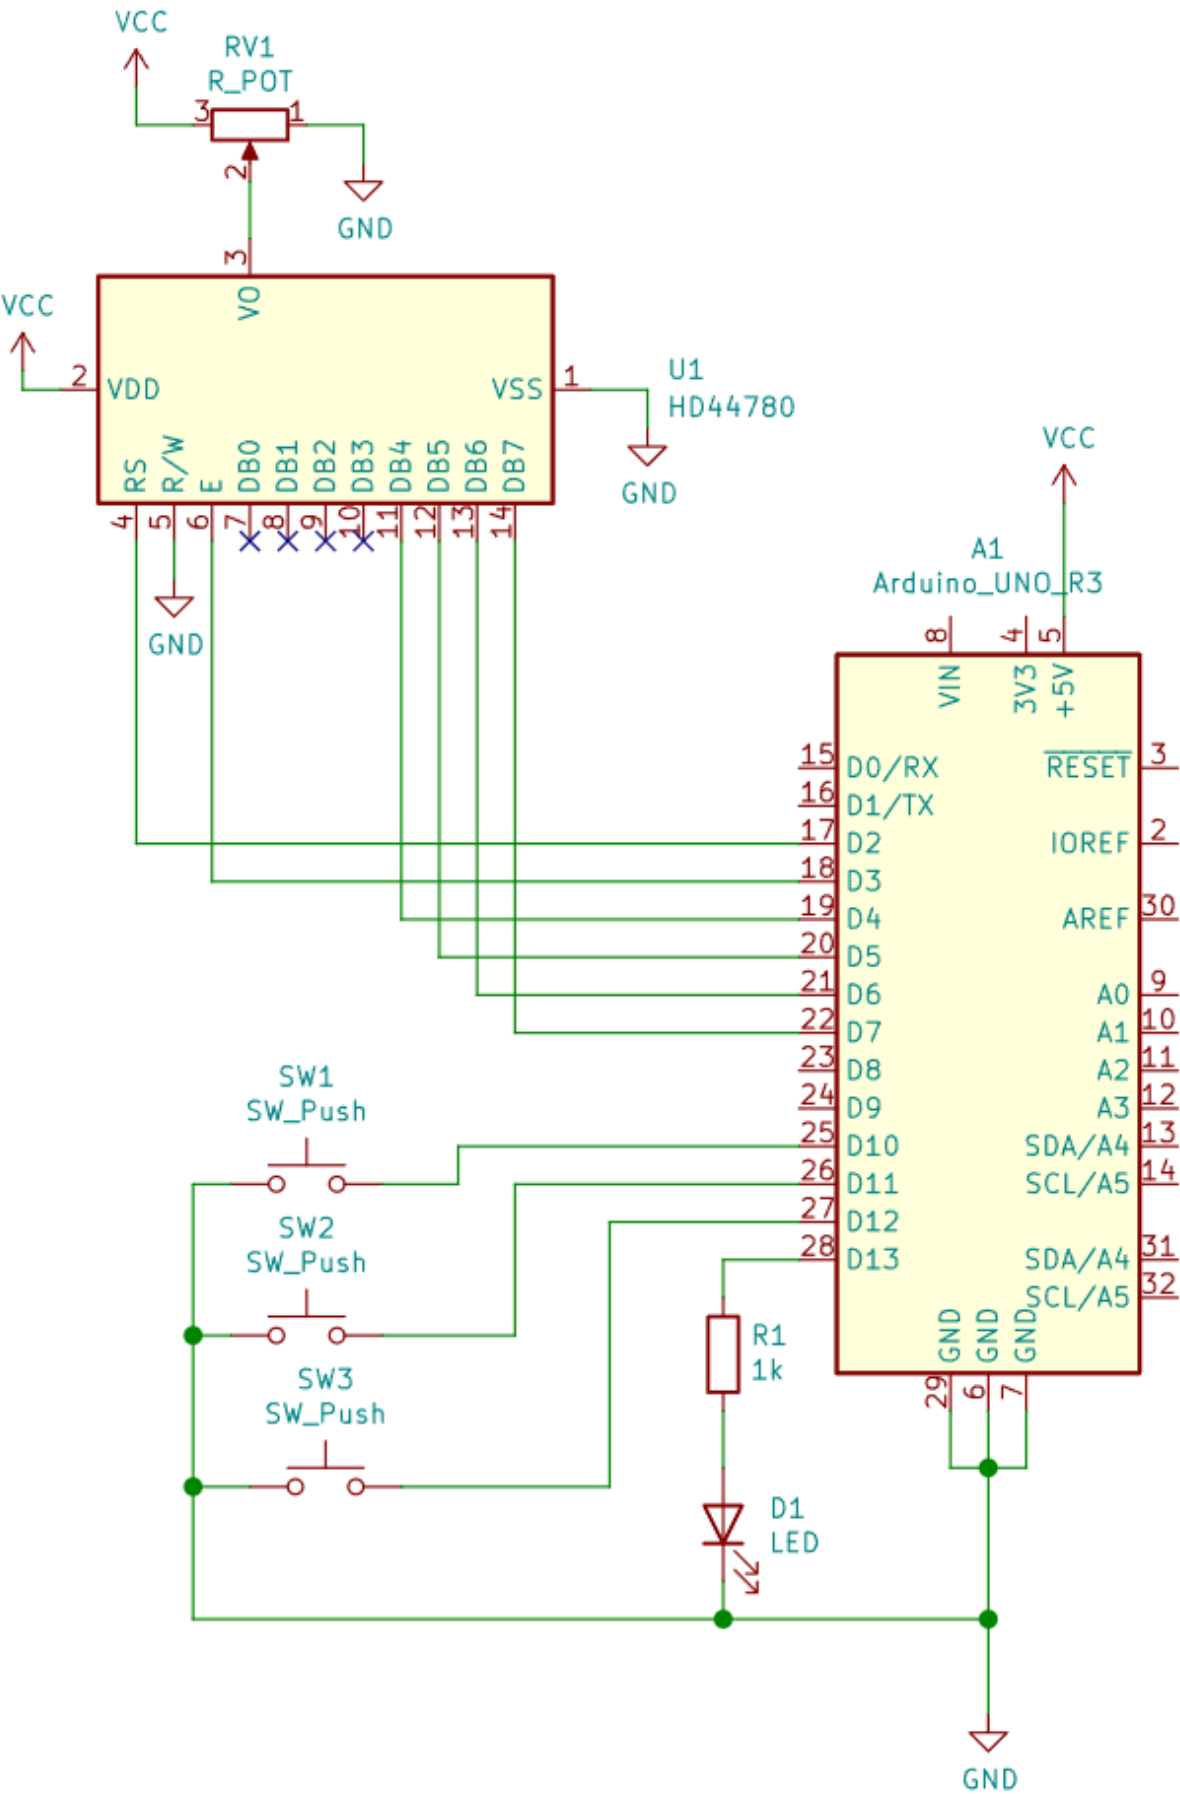 VCC
RV1
R_POT
3
1
2
GND
3
VO
VCC
2
VDD
VSS
1
U1
HD44780
GND
RS
R/W
E
DB0
DB1
DB2
DB3
DB4
DB5
DB6
DB7
4
5
6
7
8
9
10
11
12
13
14
GND
VCC
A1
Arduino_UNO_R3
8
4
5
VIN
3V3
+5V
15
D0/RX
RESET
3
16
D1/TX
17
D2
IOREF
2
18
D3
19
D4
AREF
30
20
D5
21
D6
A0
9
22
D7
A1
10
23
D8
A2
11
24
D9
A3
12
25
D10
SDA/A4
13
26
D11
SCL/A5
14
27
D12
28
D13
SDA/A4
31
SCL/A5
32
GND
GND
GND
29
6
7
SW1
SW_Push
SW2
SW_Push
SW3
SW_Push
R1
1k
D1
LED
GND